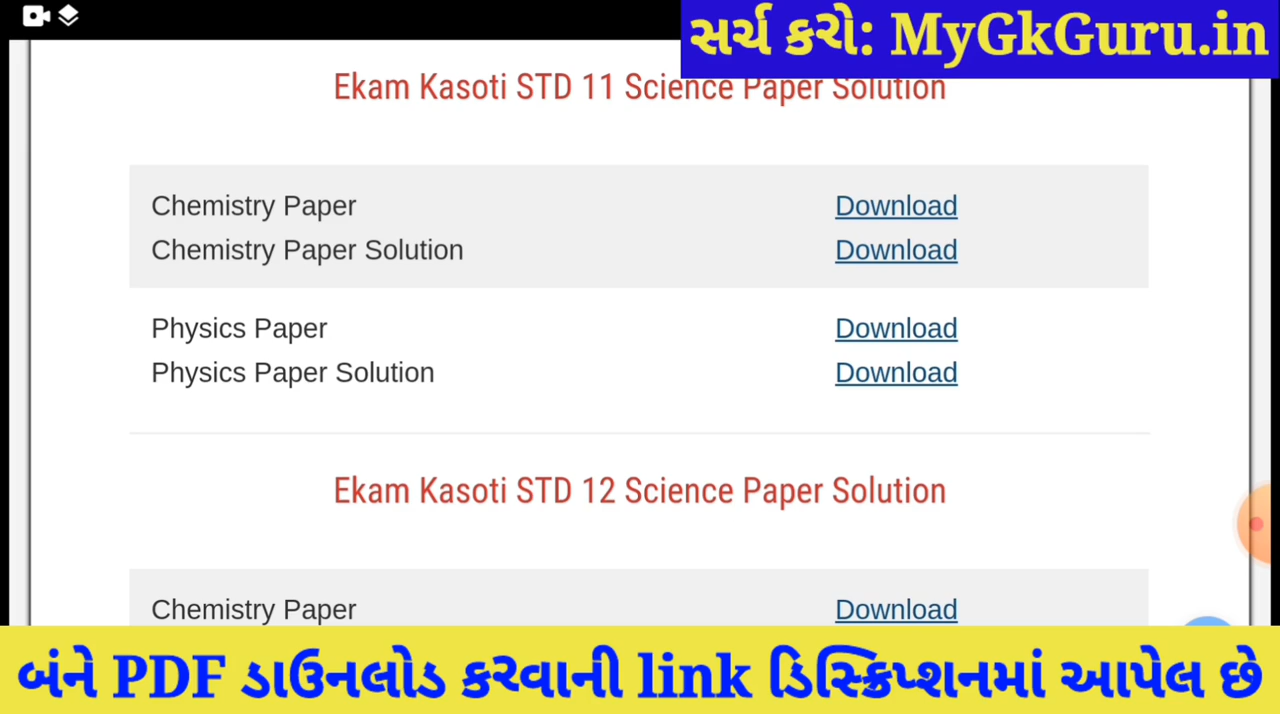 સર્ચ કરો: MyGkGuru.in
Ekam Kasoti STD 11 Science Paper Solution
Chemistry Paper Download
Chemistry Paper Solution Download
Physics Paper Download
Physics Paper Solution Download
Ekam Kasoti STD 12 Science Paper Solution
Chemistry Paper Download
બંને PDF ડાઉનલોડ કરવાની link ડિસ્ક્રિપ્શનમાં આપેલ છે